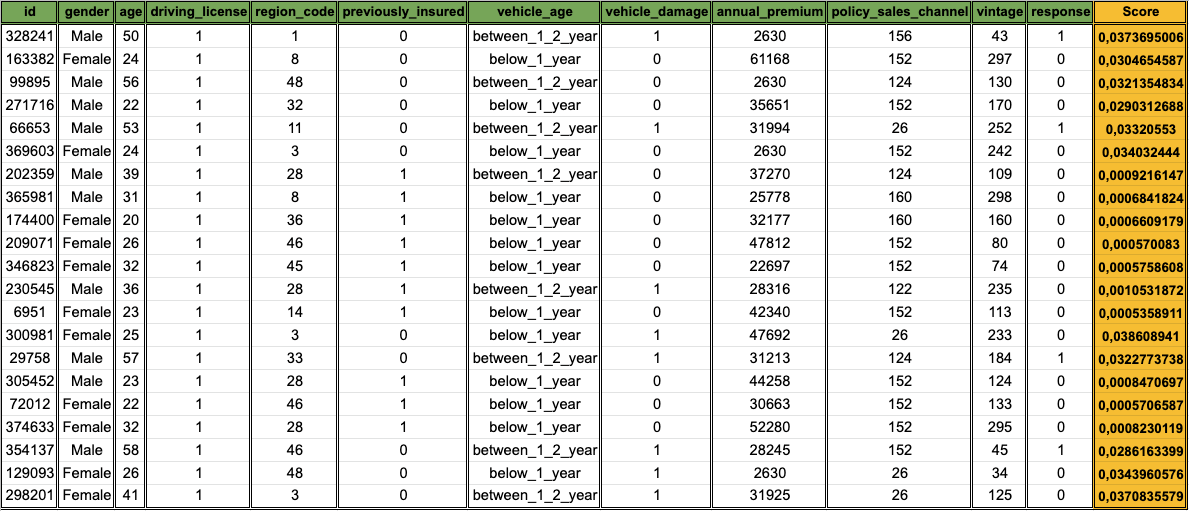 id gender age driving_license region_code previously_insured vehicle_age vehicle_damage annual_premium policy_sales_channel vintage response Score
328241 Male 50 1 1 0 between_1_2_year 1 2630 156 43 1 0,0373695006
163382 Female 24 1 8 0 below_1_year 0 61168 152 297 0 0,0304654587
99895 Male 56 1 48 0 between_1_2_year 0 2630 124 130 0 0,0321354834
271716 Male 22 1 32 0 below_1_year 0 35651 152 170 0 0,0290312688
66653 Male 53 1 11 0 between_1_2_year 1 31994 26 252 1 0,03320553
369603 Female 24 1 3 0 below_1_year 0 2630 152 242 0 0,034032444
202359 Male 39 1 28 1 between_1_2_year 0 37270 124 109 0 0,0009216147
365981 Male 31 1 8 1 below_1_year 0 25778 160 298 0 0,0006841824
174400 Female 20 1 36 1 below_1_year 0 32177 160 160 0 0,0006609179
209071 Female 26 1 46 1 below_1_year 0 47812 152 80 0 0,000570083
346823 Female 32 1 45 1 below_1_year 0 22697 152 74 0 0,0005758608
230545 Male 36 1 28 1 between_1_2_year 1 28316 122 235 0 0,0010531872
6951 Female 23 1 14 1 below_1_year 0 42340 152 113 0 0,0005358911
300981 Female 25 1 3 0 below_1_year 1 47692 26 233 0 0,038608941
29758 Male 57 1 33 0 between_1_2_year 1 31213 124 184 1 0,0322773738
305452 Male 23 1 28 1 below_1_year 0 44258 152 124 0 0,0008470697
72012 Female 22 1 46 1 below_1_year 0 30663 152 133 0 0,0005706587
374633 Female 32 1 28 1 below_1_year 0 52280 152 295 0 0,0008230119
354137 Male 58 1 46 0 between_1_2_year 1 28245 152 45 1 0,0286163399
129093 Female 26 1 48 0 below_1_year 1 2630 26 34 0 0,0343960576
298201 Female 41 1 3 0 between_1_2_year 1 31925 26 125 0 0,0370835579